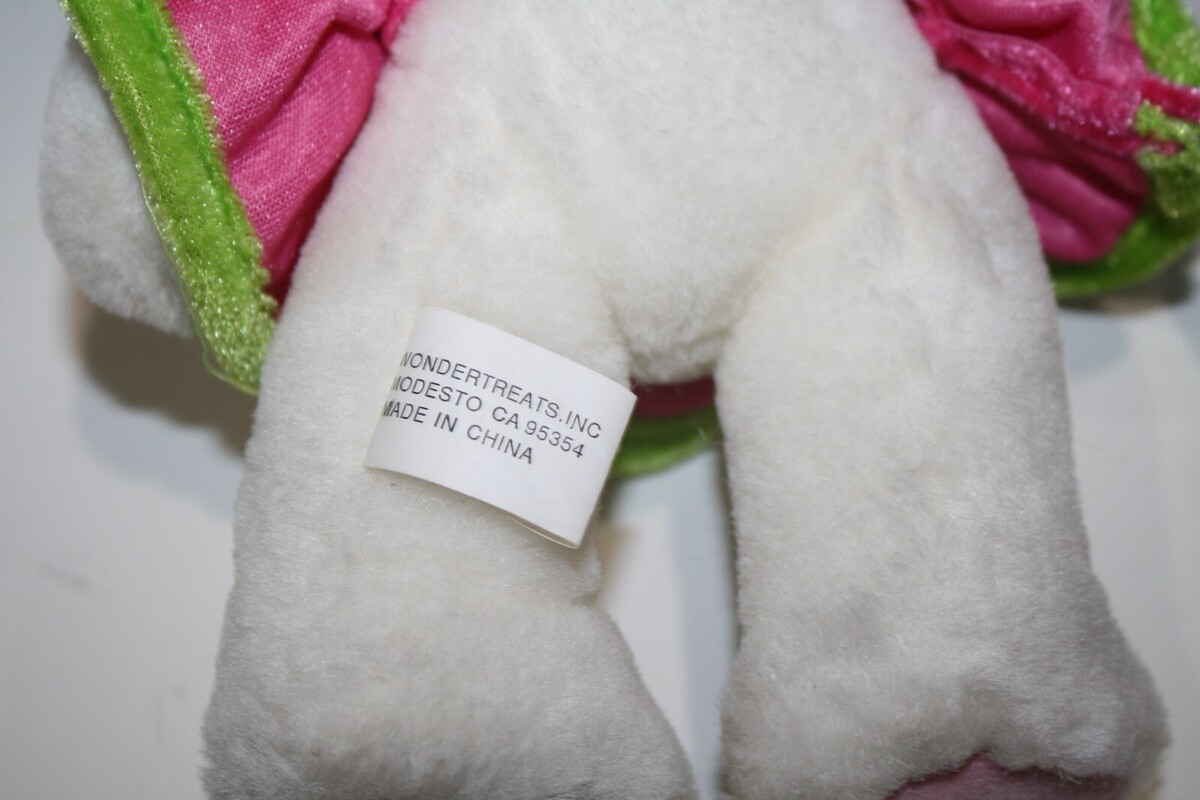 WONDERTREATS.INC
MODESTO CA 95354
MADE IN CHINA